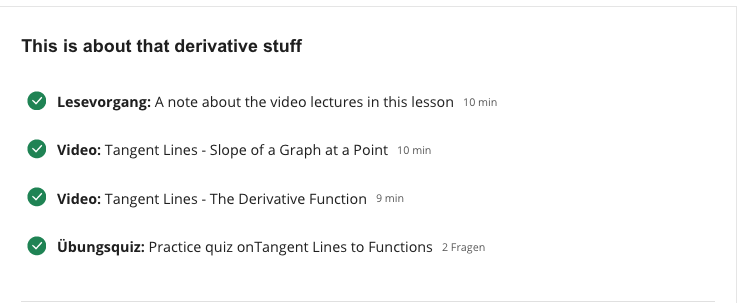 This is about that derivative stuff
Lesevorgang: A note about the video lectures in this lesson 10 min
Video: Tangent Lines - Slope of a Graph at a Point 10 min
Video: Tangent Lines - The Derivative Function 9 min
Übungsquiz: Practice quiz onTangent Lines to Functions 2 Fragen